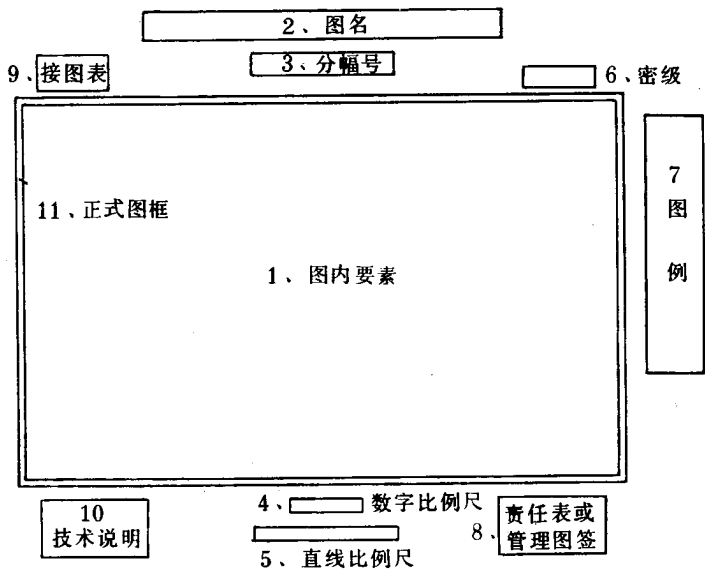 2、图名
3、分幅号
9、接图表
6、密级
7
图
例
11、正式图框
1、图内要素
4、 数字比例尺
10
技术说明
5、直线比例尺
8、
责任表或
管理图签